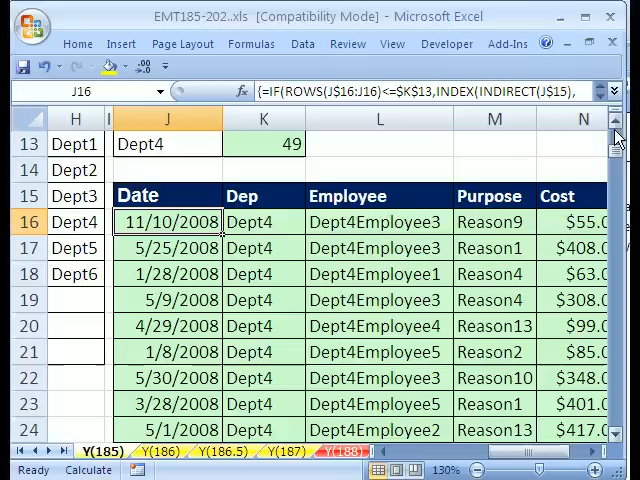 EMT185-202..xls [Compatibility Mode] - Microsoft Excel
Home Insert Page Layout Formulas Data Review View Developer Add-Ins
J16 fx {=IF(ROWS(J$16:J16)<=$K$13,INDEX(INDIRECT(J$15),
H I J K L M N
13 Dept1 Dept4 49
14 Dept2
15 Dept3 Date Dep Employee Purpose Cost
16 Dept4 11/10/2008 Dept4 Dept4Employee3 Reason9 $55.0
17 Dept5 5/25/2008 Dept4 Dept4Employee3 Reason1 $408.0
18 Dept6 1/28/2008 Dept4 Dept4Employee1 Reason4 $63.0
19 5/9/2008 Dept4 Dept4Employee3 Reason4 $308.0
20 4/29/2008 Dept4 Dept4Employee4 Reason13 $99.0
21 1/8/2008 Dept4 Dept4Employee5 Reason2 $85.0
22 5/30/2008 Dept4 Dept4Employee3 Reason10 $348.0
23 3/28/2008 Dept4 Dept4Employee5 Reason1 $401.0
24 5/1/2008 Dept4 Dept4Employee2 Reason13 $417.0
Y(185) Y(186) Y(186.5) Y(187) Y(188)
Ready Calculate 130%